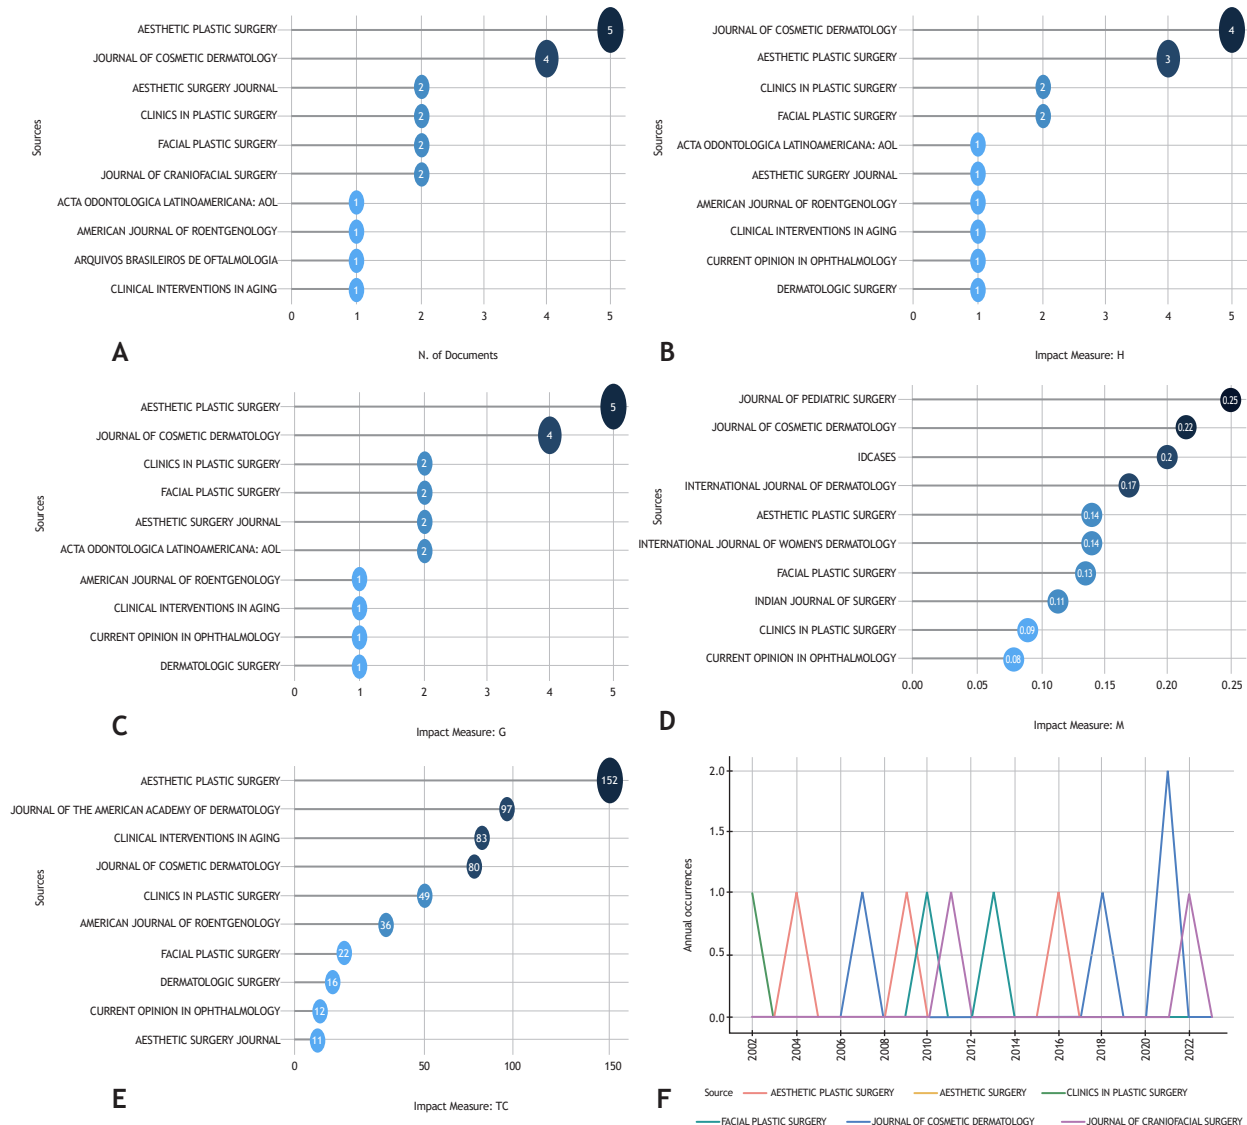 AESTHETIC PLASTIC SURGERY 5
JOURNAL OF COSMETIC DERMATOLOGY 4
AESTHETIC SURGERY JOURNAL 2
CLINICS IN PLASTIC SURGERY 2
FACIAL PLASTIC SURGERY 2
JOURNAL OF CRANIOFACIAL SURGERY 2
ACTA ODONTOLOGICA LATINOAMERICANA: AOL 1
AMERICAN JOURNAL OF ROENTGENOLOGY 1
ARQUIVOS BRASILEIROS DE OFTALMOLOGIA 1
CLINICAL INTERVENTIONS IN AGING 1
Sources
0 1 2 3 4 5
A N. of Documents
JOURNAL OF COSMETIC DERMATOLOGY 4
AESTHETIC PLASTIC SURGERY 3
CLINICS IN PLASTIC SURGERY 2
FACIAL PLASTIC SURGERY 2
ACTA ODONTOLOGICA LATINOAMERICANA: AOL 1
AESTHETIC SURGERY JOURNAL 1
AMERICAN JOURNAL OF ROENTGENOLOGY 1
CLINICAL INTERVENTIONS IN AGING 1
CURRENT OPINION IN OPHTHALMOLOGY 1
DERMATOLOGIC SURGERY 1
Sources
0 1 2 3 4 5
B Impact Measure: H
AESTHETIC PLASTIC SURGERY 5
JOURNAL OF COSMETIC DERMATOLOGY 4
CLINICS IN PLASTIC SURGERY 2
FACIAL PLASTIC SURGERY 2
AESTHETIC SURGERY JOURNAL 2
ACTA ODONTOLOGICA LATINOAMERICANA: AOL 2
AMERICAN JOURNAL OF ROENTGENOLOGY 1
CLINICAL INTERVENTIONS IN AGING 1
CURRENT OPINION IN OPHTHALMOLOGY 1
DERMATOLOGIC SURGERY 1
Sources
0 1 2 3 4 5
C Impact Measure: G
JOURNAL OF PEDIATRIC SURGERY 0.25
JOURNAL OF COSMETIC DERMATOLOGY 0.22
IDCASES 0.2
INTERNATIONAL JOURNAL OF DERMATOLOGY 0.17
AESTHETIC PLASTIC SURGERY 0.14
INTERNATIONAL JOURNAL OF WOMEN'S DERMATOLOGY 0.14
FACIAL PLASTIC SURGERY 0.13
INDIAN JOURNAL OF SURGERY 0.11
CLINICS IN PLASTIC SURGERY 0.09
CURRENT OPINION IN OPHTHALMOLOGY 0.08
Sources
0.00 0.05 0.10 0.15 0.20 0.25
D Impact Measure: M
AESTHETIC PLASTIC SURGERY 152
JOURNAL OF THE AMERICAN ACADEMY OF DERMATOLOGY 97
CLINICAL INTERVENTIONS IN AGING 83
JOURNAL OF COSMETIC DERMATOLOGY 80
CLINICS IN PLASTIC SURGERY 49
AMERICAN JOURNAL OF ROENTGENOLOGY 36
FACIAL PLASTIC SURGERY 22
DERMATOLOGIC SURGERY 16
CURRENT OPINION IN OPHTHALMOLOGY 12
AESTHETIC SURGERY JOURNAL 11
Sources
0 50 100 150
E Impact Measure: TC
2.0
1.5
1.0
0.5
0.0
Annual occurrences
2002 2004 2006 2008 2010 2012 2014 2016 2018 2020 2022
F Source AESTHETIC PLASTIC SURGERY AESTHETIC SURGERY CLINICS IN PLASTIC SURGERY
FACIAL PLASTIC SURGERY JOURNAL OF COSMETIC DERMATOLOGY JOURNAL OF CRANIOFACIAL SURGERY